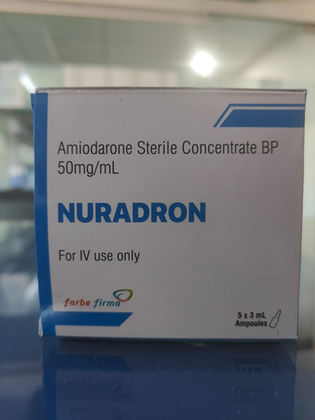 Amiodarone Sterile Concentrate BP
50mg/mL
NURADRON
For IV use only
farbe firma
5 x 3 mL
Ampoules